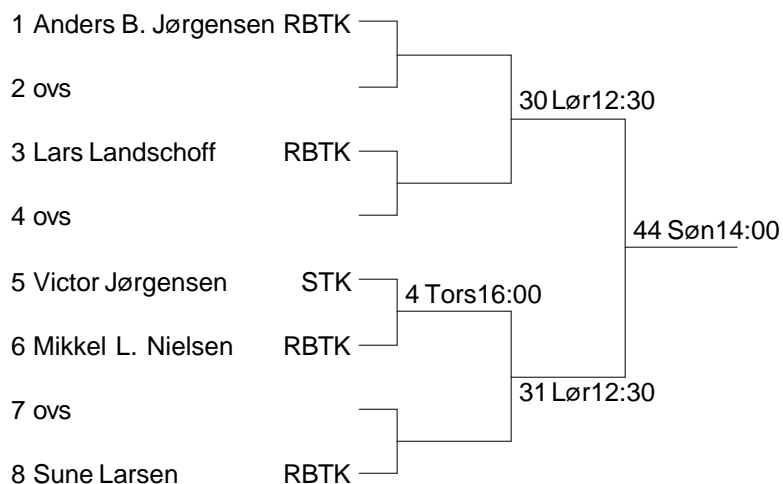 1 Anders B. Jørgensen RBTK
2 ovs
30 Lør12:30
3 Lars Landschoff RBTK
4 ovs
44 Søn14:00
5 Victor Jørgensen STK
4 Tors16:00
6 Mikkel L. Nielsen RBTK
31 Lør12:30
7 ovs
8 Sune Larsen RBTK